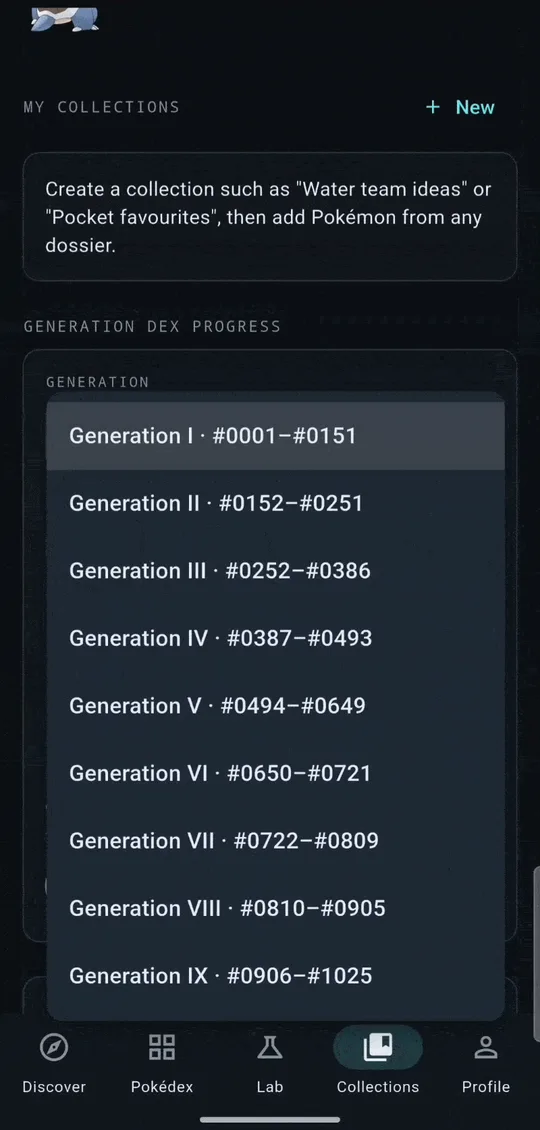 MY COLLECTIONS
+ New
Create a collection such as "Water team ideas" or
"Pocket favourites", then add Pokémon from any
dossier.
GENERATION DEX PROGRESS
GENERATION
Generation I · #0001–#0151
Generation II · #0152–#0251
Generation III · #0252–#0386
Generation IV · #0387–#0493
Generation V · #0494–#0649
Generation VI · #0650–#0721
Generation VII · #0722–#0809
Generation VIII · #0810–#0905
Generation IX · #0906–#1025
Discover Pokédex Lab Collections Profile